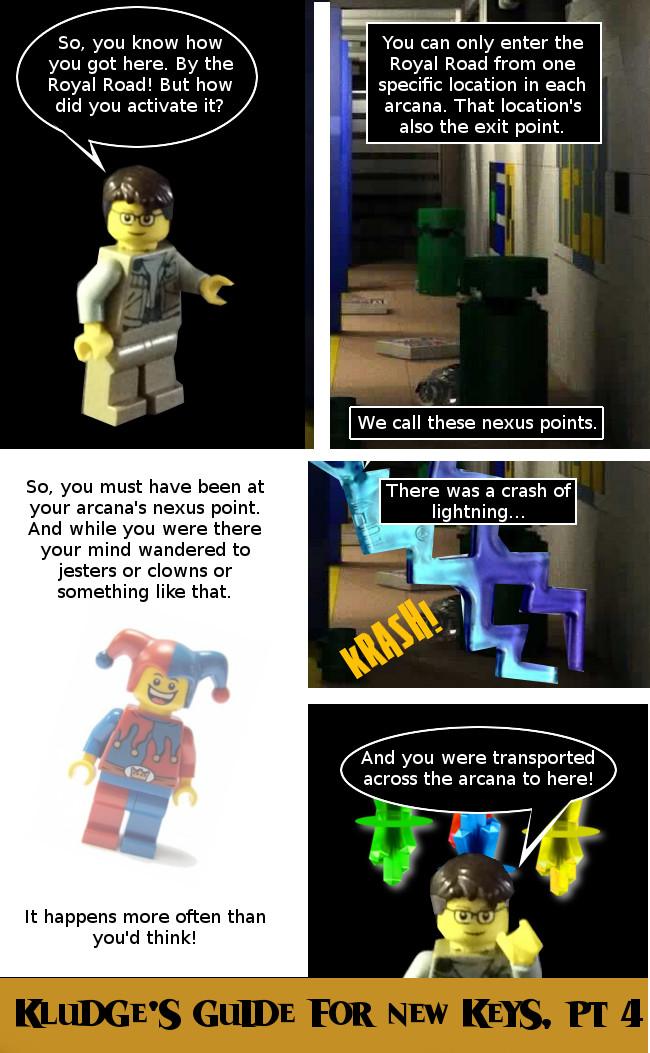 So, you know how
you got here. By the
Royal Road! But how
did you activate it?
You can only enter the
Royal Road from one
specific location in each
arcana. That location's
also the exit point.
We call these nexus points.
So, you must have been at
your arcana's nexus point.
And while you were there
your mind wandered to
jesters or clowns or
something like that.
It happens more often than
you'd think!
There was a crash of
lightning...
KRASH!
And you were transported
across the arcana to here!
KLUDGE'S GUIDE FOR NEW KEYS, PT 4